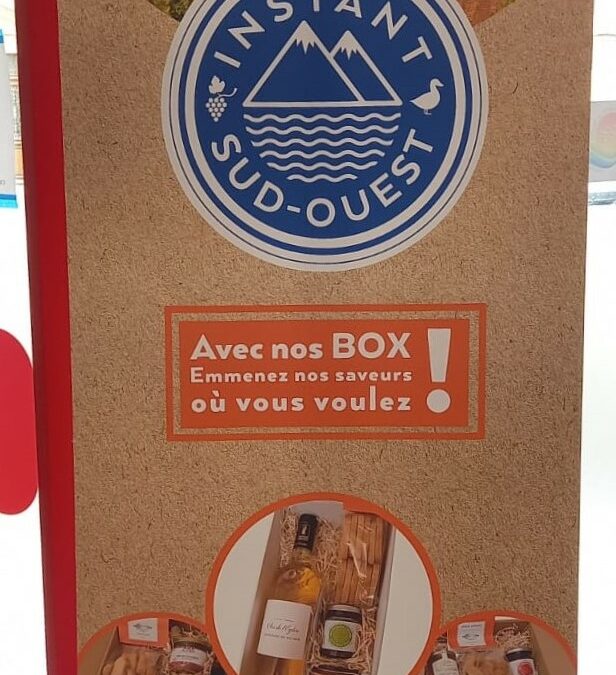 INSTANT
SUD-OUEST
Avec nos BOX
Emmenez nos saveurs
où vous voulez !